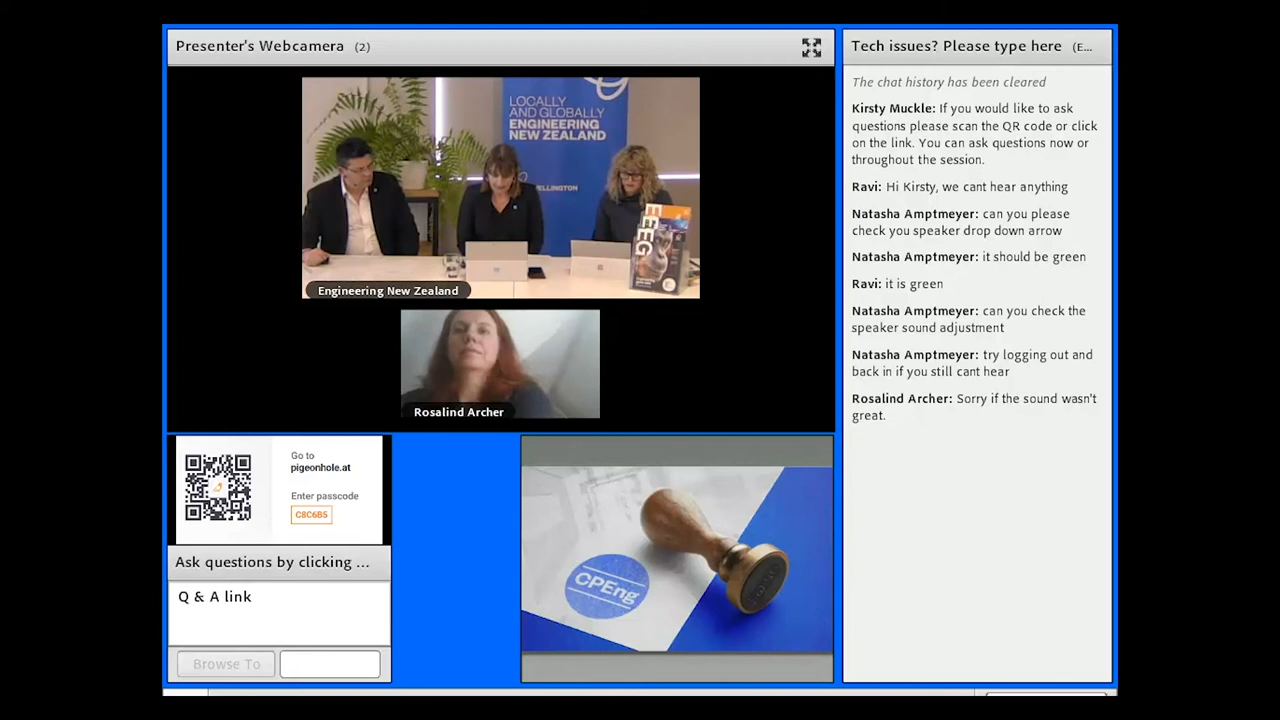 Presenter's Webcamera (2)
LOCALLY
AND GLOBALLY
ENGINEERING
NEW ZEALAND
WELLINGTON
EG
Engineering New Zealand
Rosalind Archer
Go to
pigeonhole.at
Enter passcode
C8C6B5
Ask questions by clicking ...
Q & A link
Browse To
CPEng
Tech issues? Please type here (E...
The chat history has been cleared
Kirsty Muckle: If you would like to ask
questions please scan the QR code or click
on the link. You can ask questions now or
throughout the session.
Ravi: Hi Kirsty, we cant hear anything
Natasha Amptmeyer: can you please
check you speaker drop down arrow
Natasha Amptmeyer: it should be green
Ravi: it is green
Natasha Amptmeyer: can you check the
speaker sound adjustment
Natasha Amptmeyer: try logging out and
back in if you still cant hear
Rosalind Archer: Sorry if the sound wasn't
great.